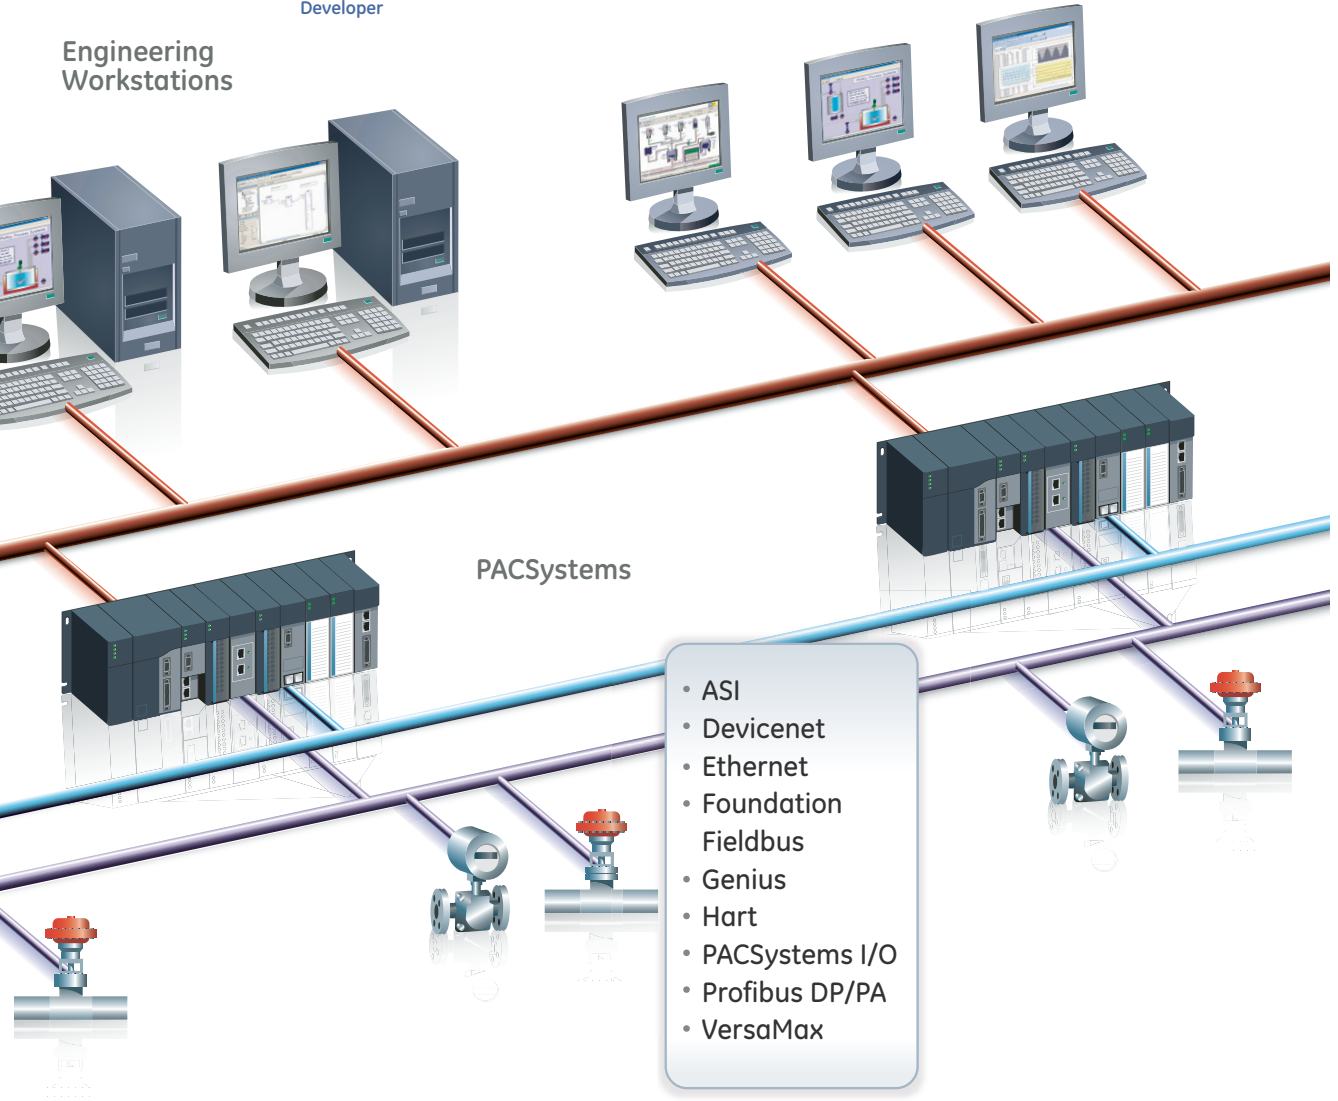 Developer
Engineering
Workstations
PACSystems
• ASI
• Devicenet
• Ethernet
• Foundation
Fieldbus
• Genius
• Hart
• PACSystems I/O
• Profibus DP/PA
• VersaMax